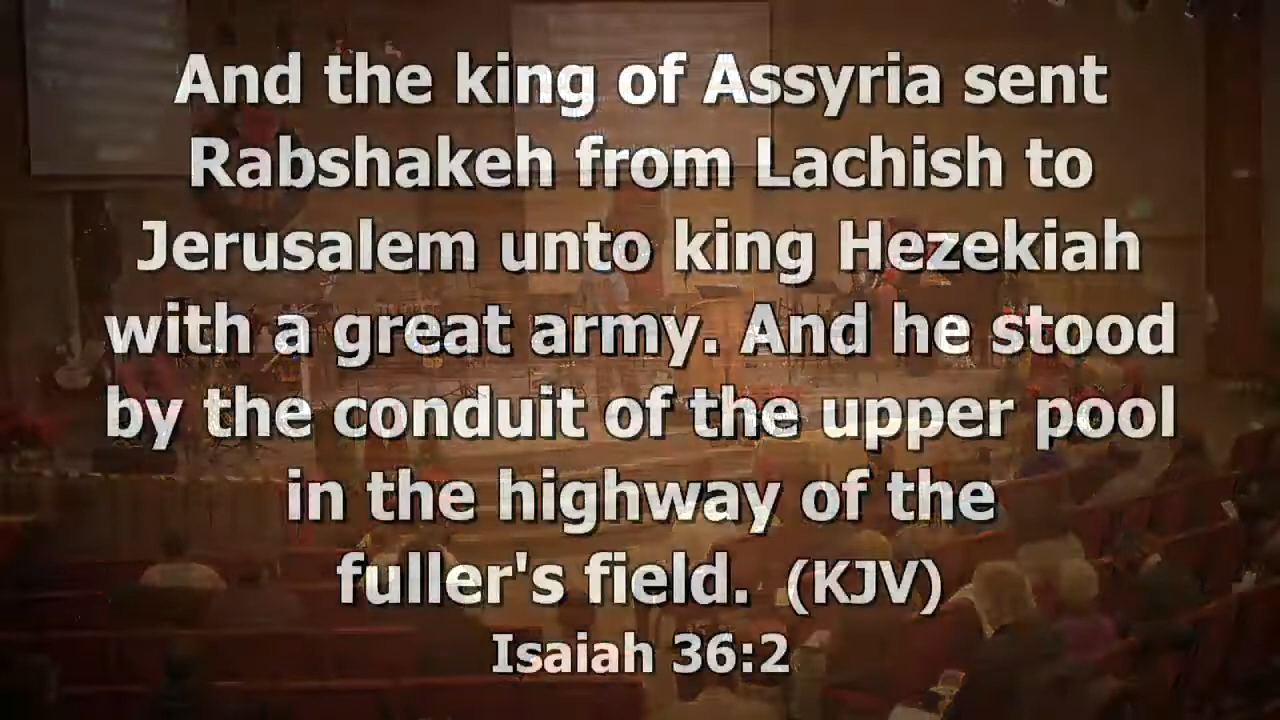 And the king of Assyria sent
Rabshakeh from Lachish to
Jerusalem unto king Hezekiah
with a great army. And he stood
by the conduit of the upper pool
in the highway of the
fuller's field.  (KJV)
Isaiah 36:2